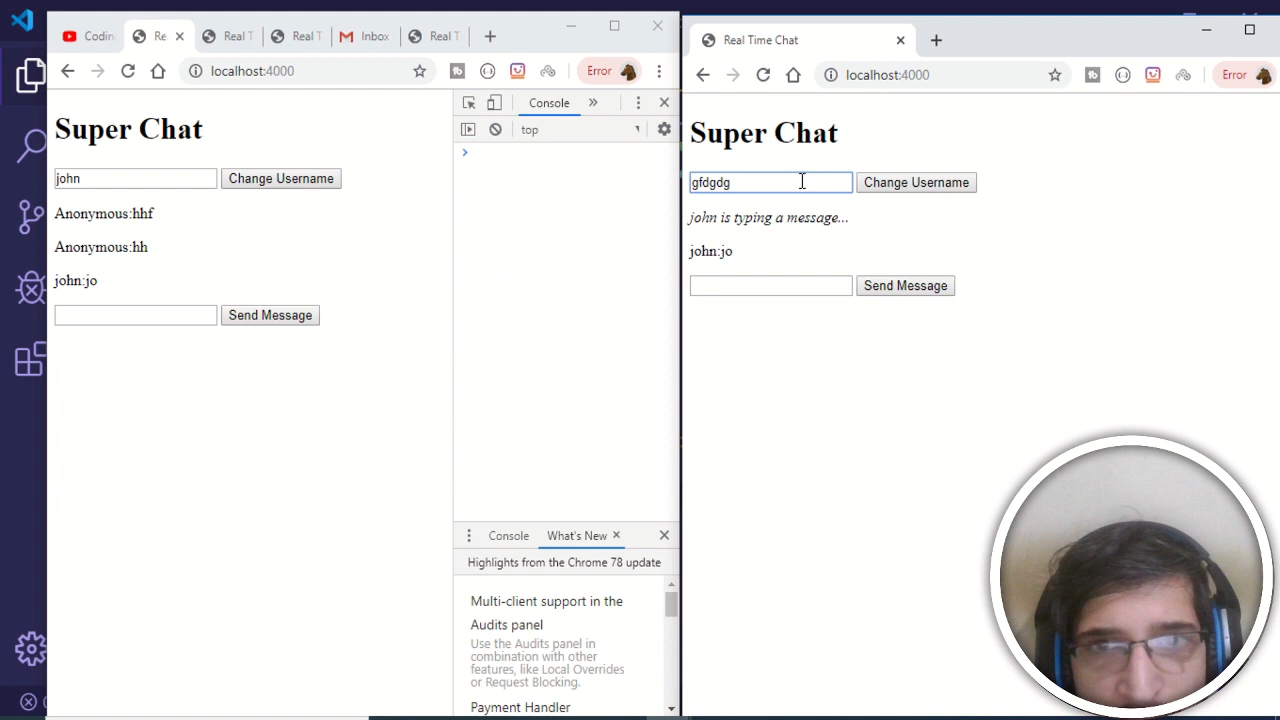 Codin
Re
Real T
Real T
Inbox
Real T
localhost:4000
Error
Super Chat
john
Change Username
Anonymous:hhf
Anonymous:hh
john:jo
Send Message
Console
top
Console
What's New
Highlights from the Chrome 78 update
Multi-client support in the
Audits panel
Use the Audits panel in
combination with other
features, like Local Overrides
or Request Blocking.
Payment Handler
Real Time Chat
localhost:4000
Error
Super Chat
gfdgdg
Change Username
john is typing a message...
john:jo
Send Message